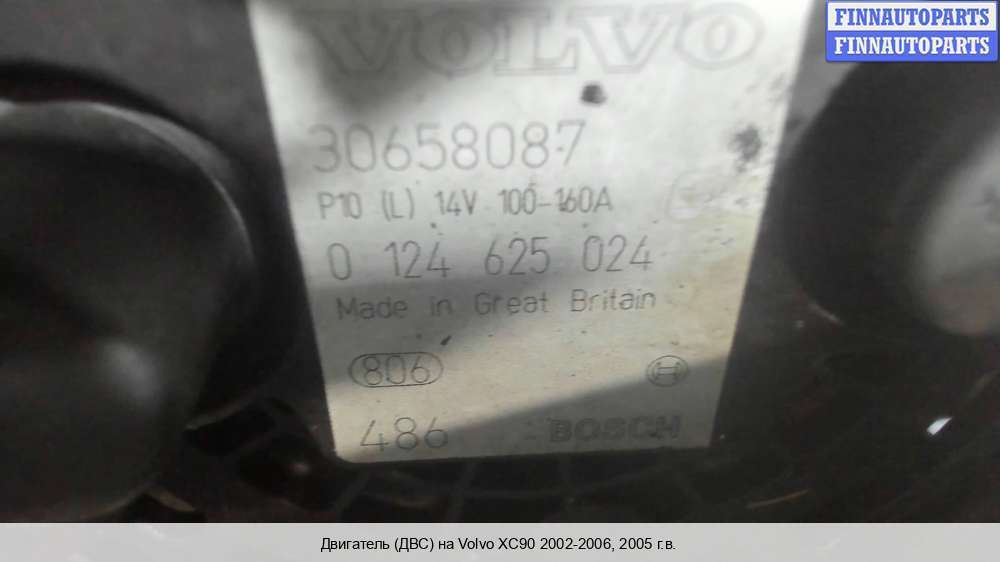 FINNAUTOPARTS
FINNAUTOPARTS
VOLVO
30658087
P10 (L) 14V 100-160A
0 124 625 024
Made in Great Britain
806
486 BOSCH
Двигатель (ДВС) на Volvo XC90 2002-2006, 2005 г.в.